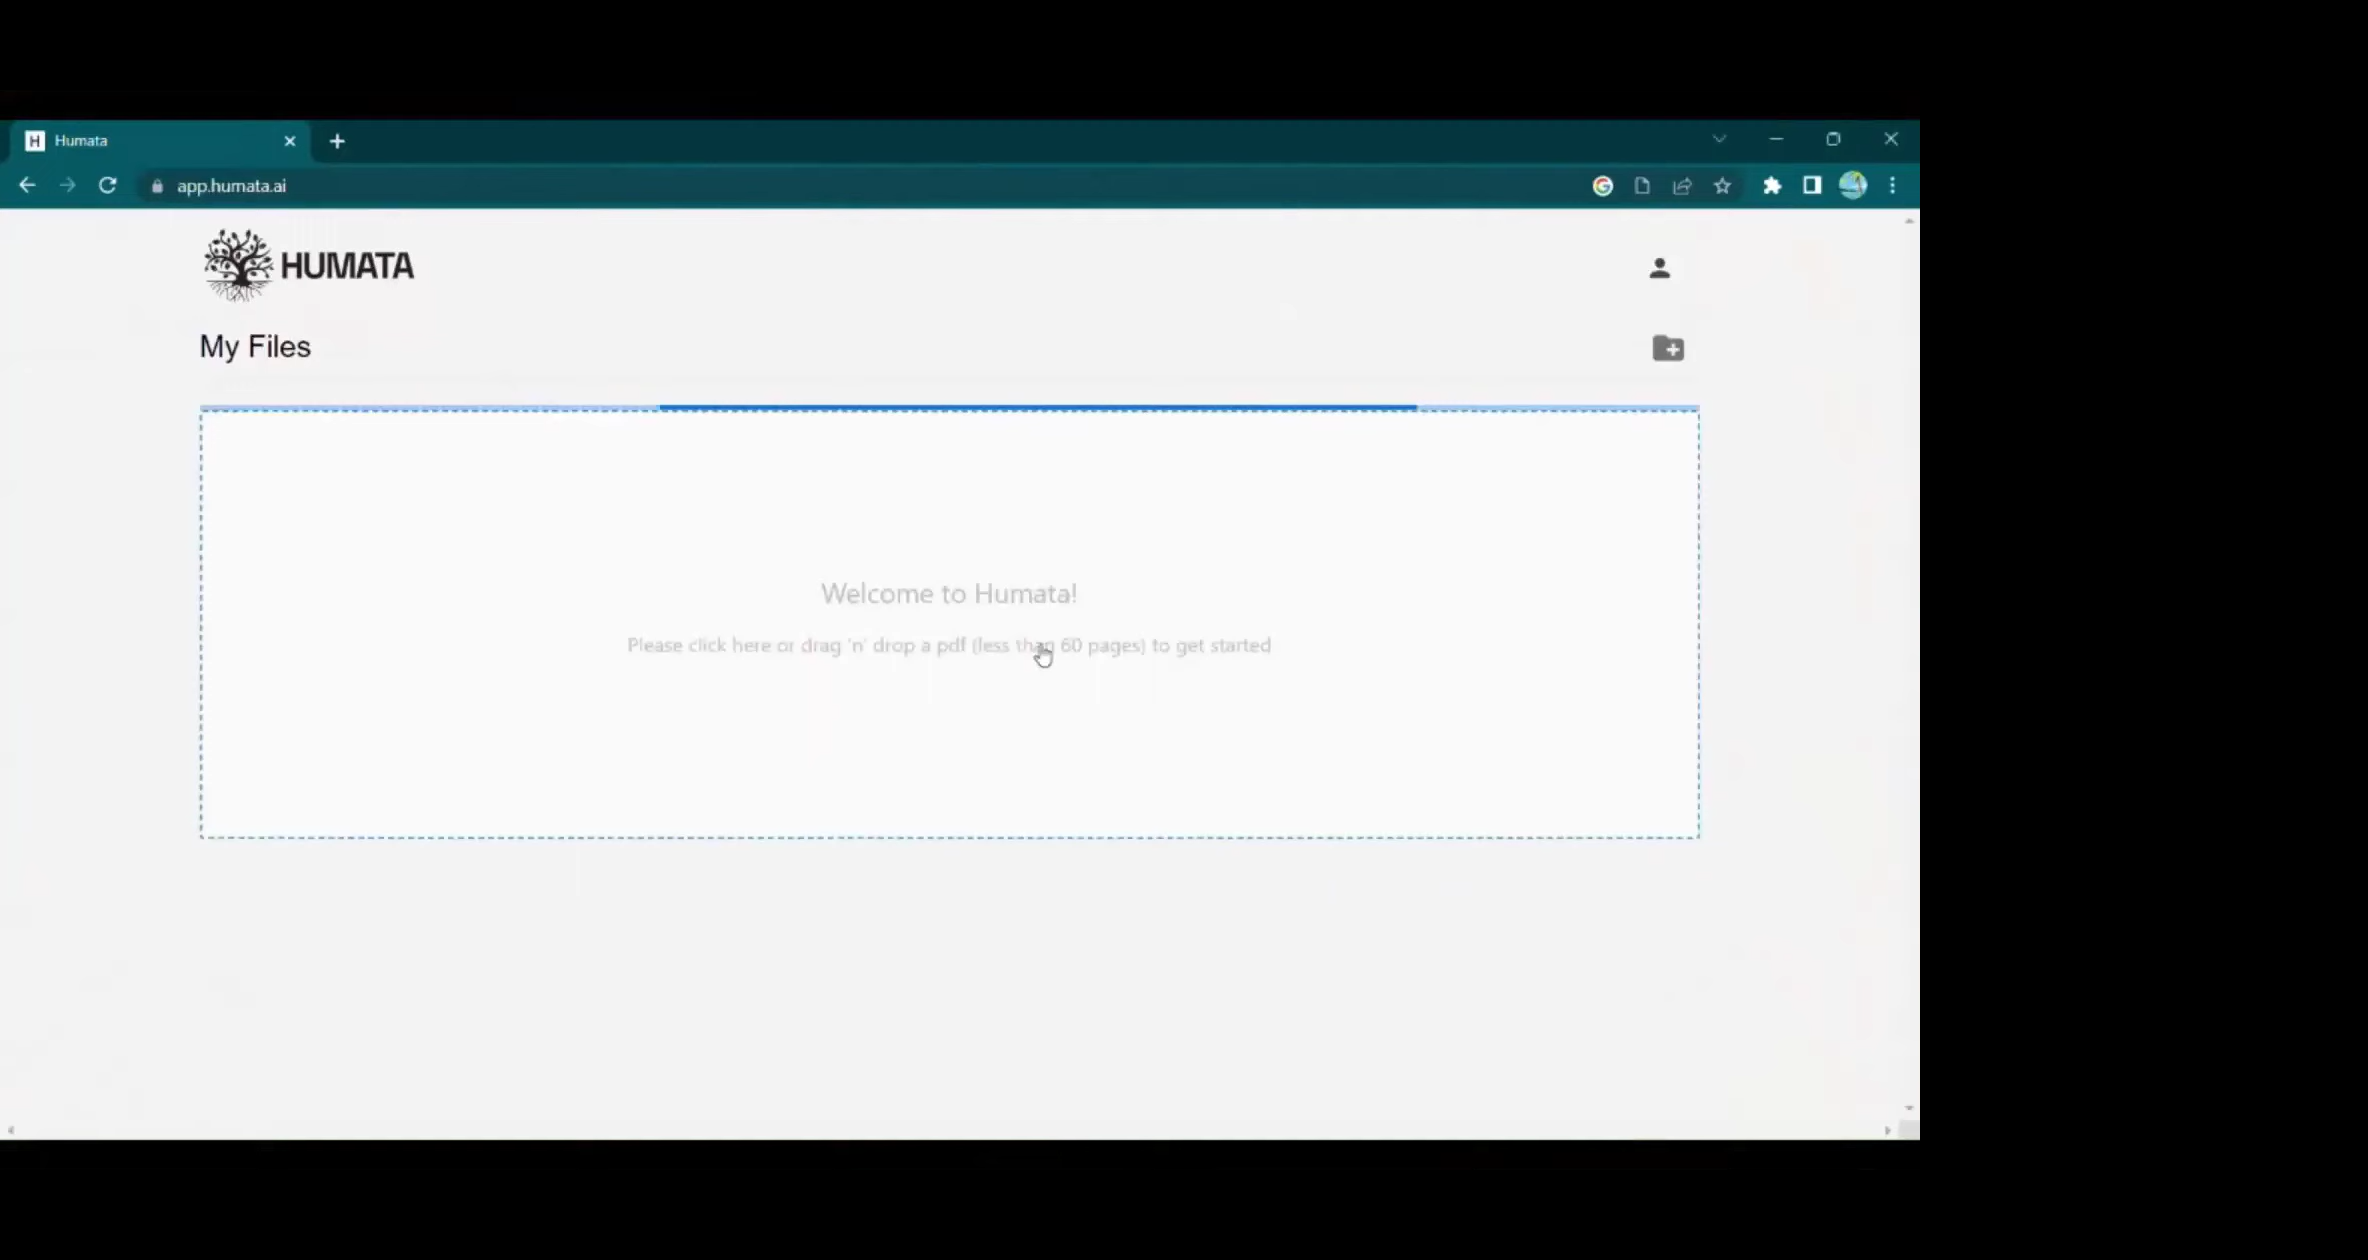 H Humata
app.humata.ai
HUMATA
My Files
Welcome to Humata!
Please click here or drag 'n' drop a pdf (less than 60 pages) to get started